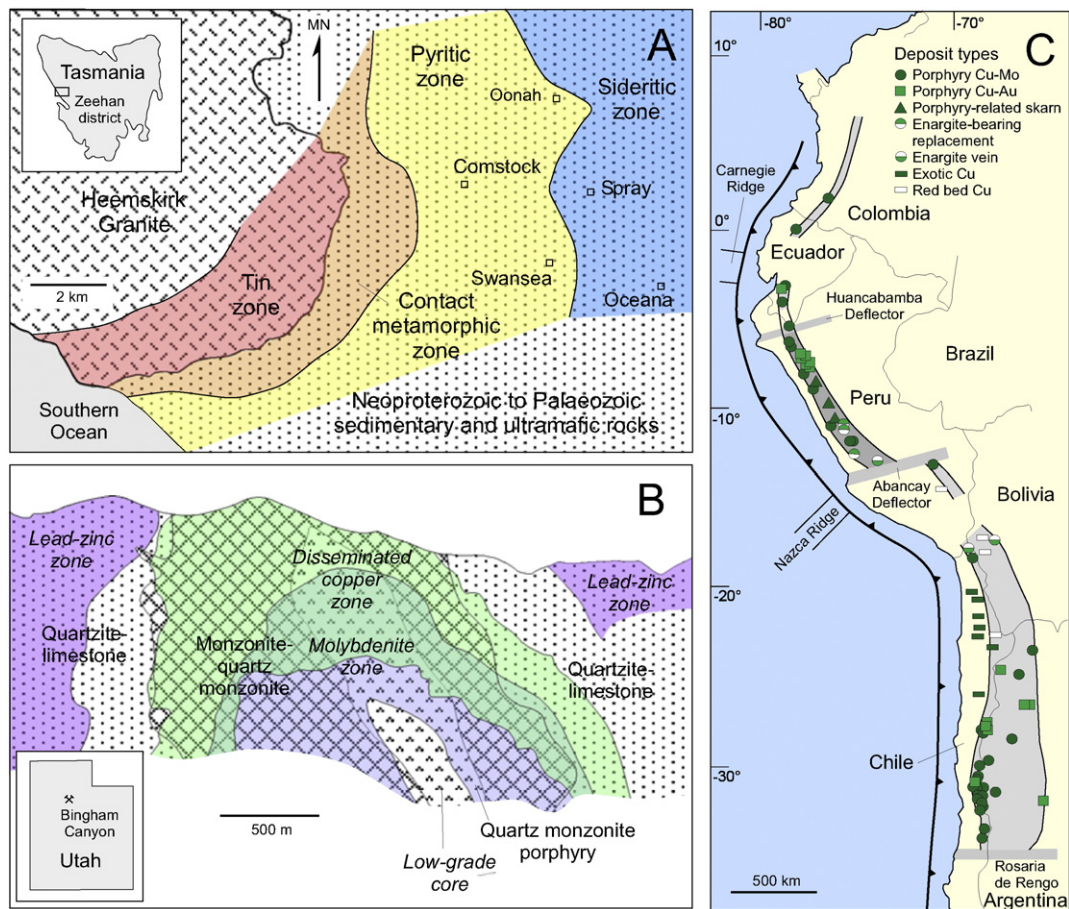 A
MN
Tasmania
Zeehan
district
Pyritic
zone
Oonah
Sideritic
zone
Comstock
Spray
Heemskirk
Granite
2 km
Tin
zone
Swansea
Oceana
Contact
metamorphic
zone
Southern
Ocean
Neoproterozoic to Palaeozoic
sedimentary and ultramafic rocks
B
Lead-zinc
zone
Disseminated
copper
zone
Lead-zinc
zone
Quartzite-
limestone
Monzonite-
quartz
monzonite
Molybdenite
zone
Quartzite-
limestone
Bingham
Canyon
Utah
500 m
Quartz monzonite
porphyry
Low-grade
core
C
-80°
-70°
10°
0°
-10°
-20°
-30°
Deposit types
Porphyry Cu-Mo
Porphyry Cu-Au
Porphyry-related skarn
Enargite-bearing
replacement
Enargite vein
Exotic Cu
Red bed Cu
Carnegie
Ridge
Colombia
Ecuador
Huancabamba
Deflector
Brazil
Peru
Abancay
Deflector
Bolivia
Nazca Ridge
Chile
500 km
Rosaria
de Rengo
Argentina